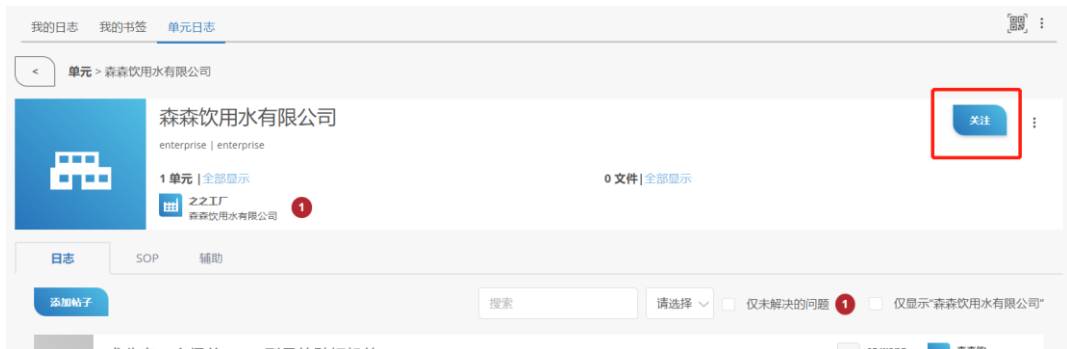 我的日志 我的书签 单元日志
< 单元 > 森森饮用水有限公司
森森饮用水有限公司
关注
enterprise | enterprise
1 单元 | 全部显示
0 文件 | 全部显示
之之工厂
森森饮用水有限公司
1
日志 SOP 辅助
添加帖子 搜索 请选择 仅未解决的问题 1 仅显示"森森饮用水有限公司"